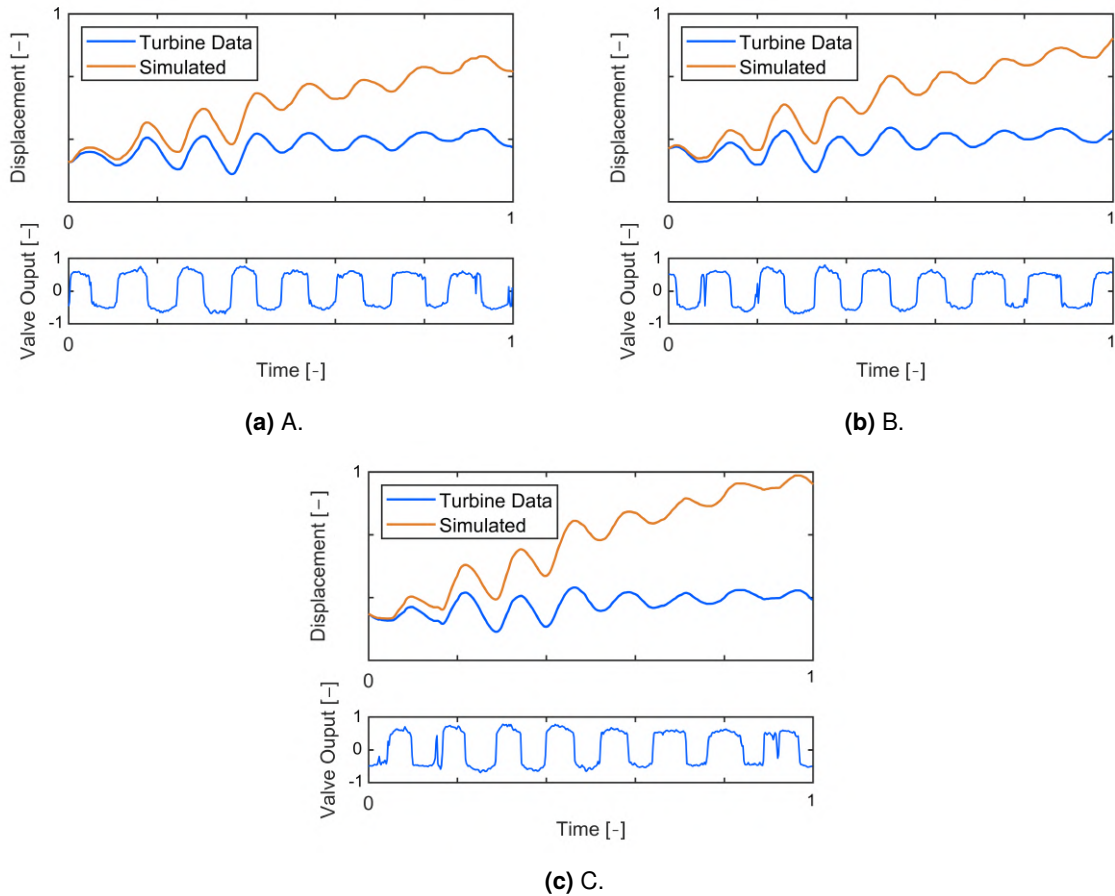 1
Displacement [−]
Turbine Data
Simulated
0
1
1
Valve Ouput [−]
0
-1
0
1
Time [-]
(a) A.
1
Displacement [−]
Turbine Data
Simulated
0
1
1
Valve Ouput [−]
0
-1
0
1
Time [-]
(b) B.
1
Displacement [−]
Turbine Data
Simulated
0
1
1
Valve Ouput [−]
0
-1
0
1
Time [-]
(c) C.